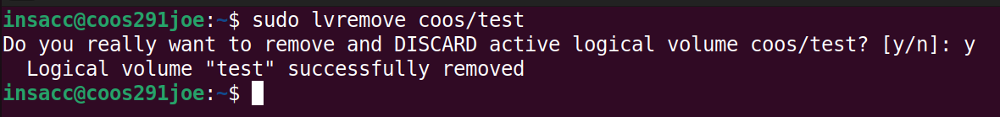 insacc@coos291joe:~$ sudo lvremove coos/test
Do you really want to remove and DISCARD active logical volume coos/test? [y/n]: y
  Logical volume "test" successfully removed
insacc@coos291joe:~$